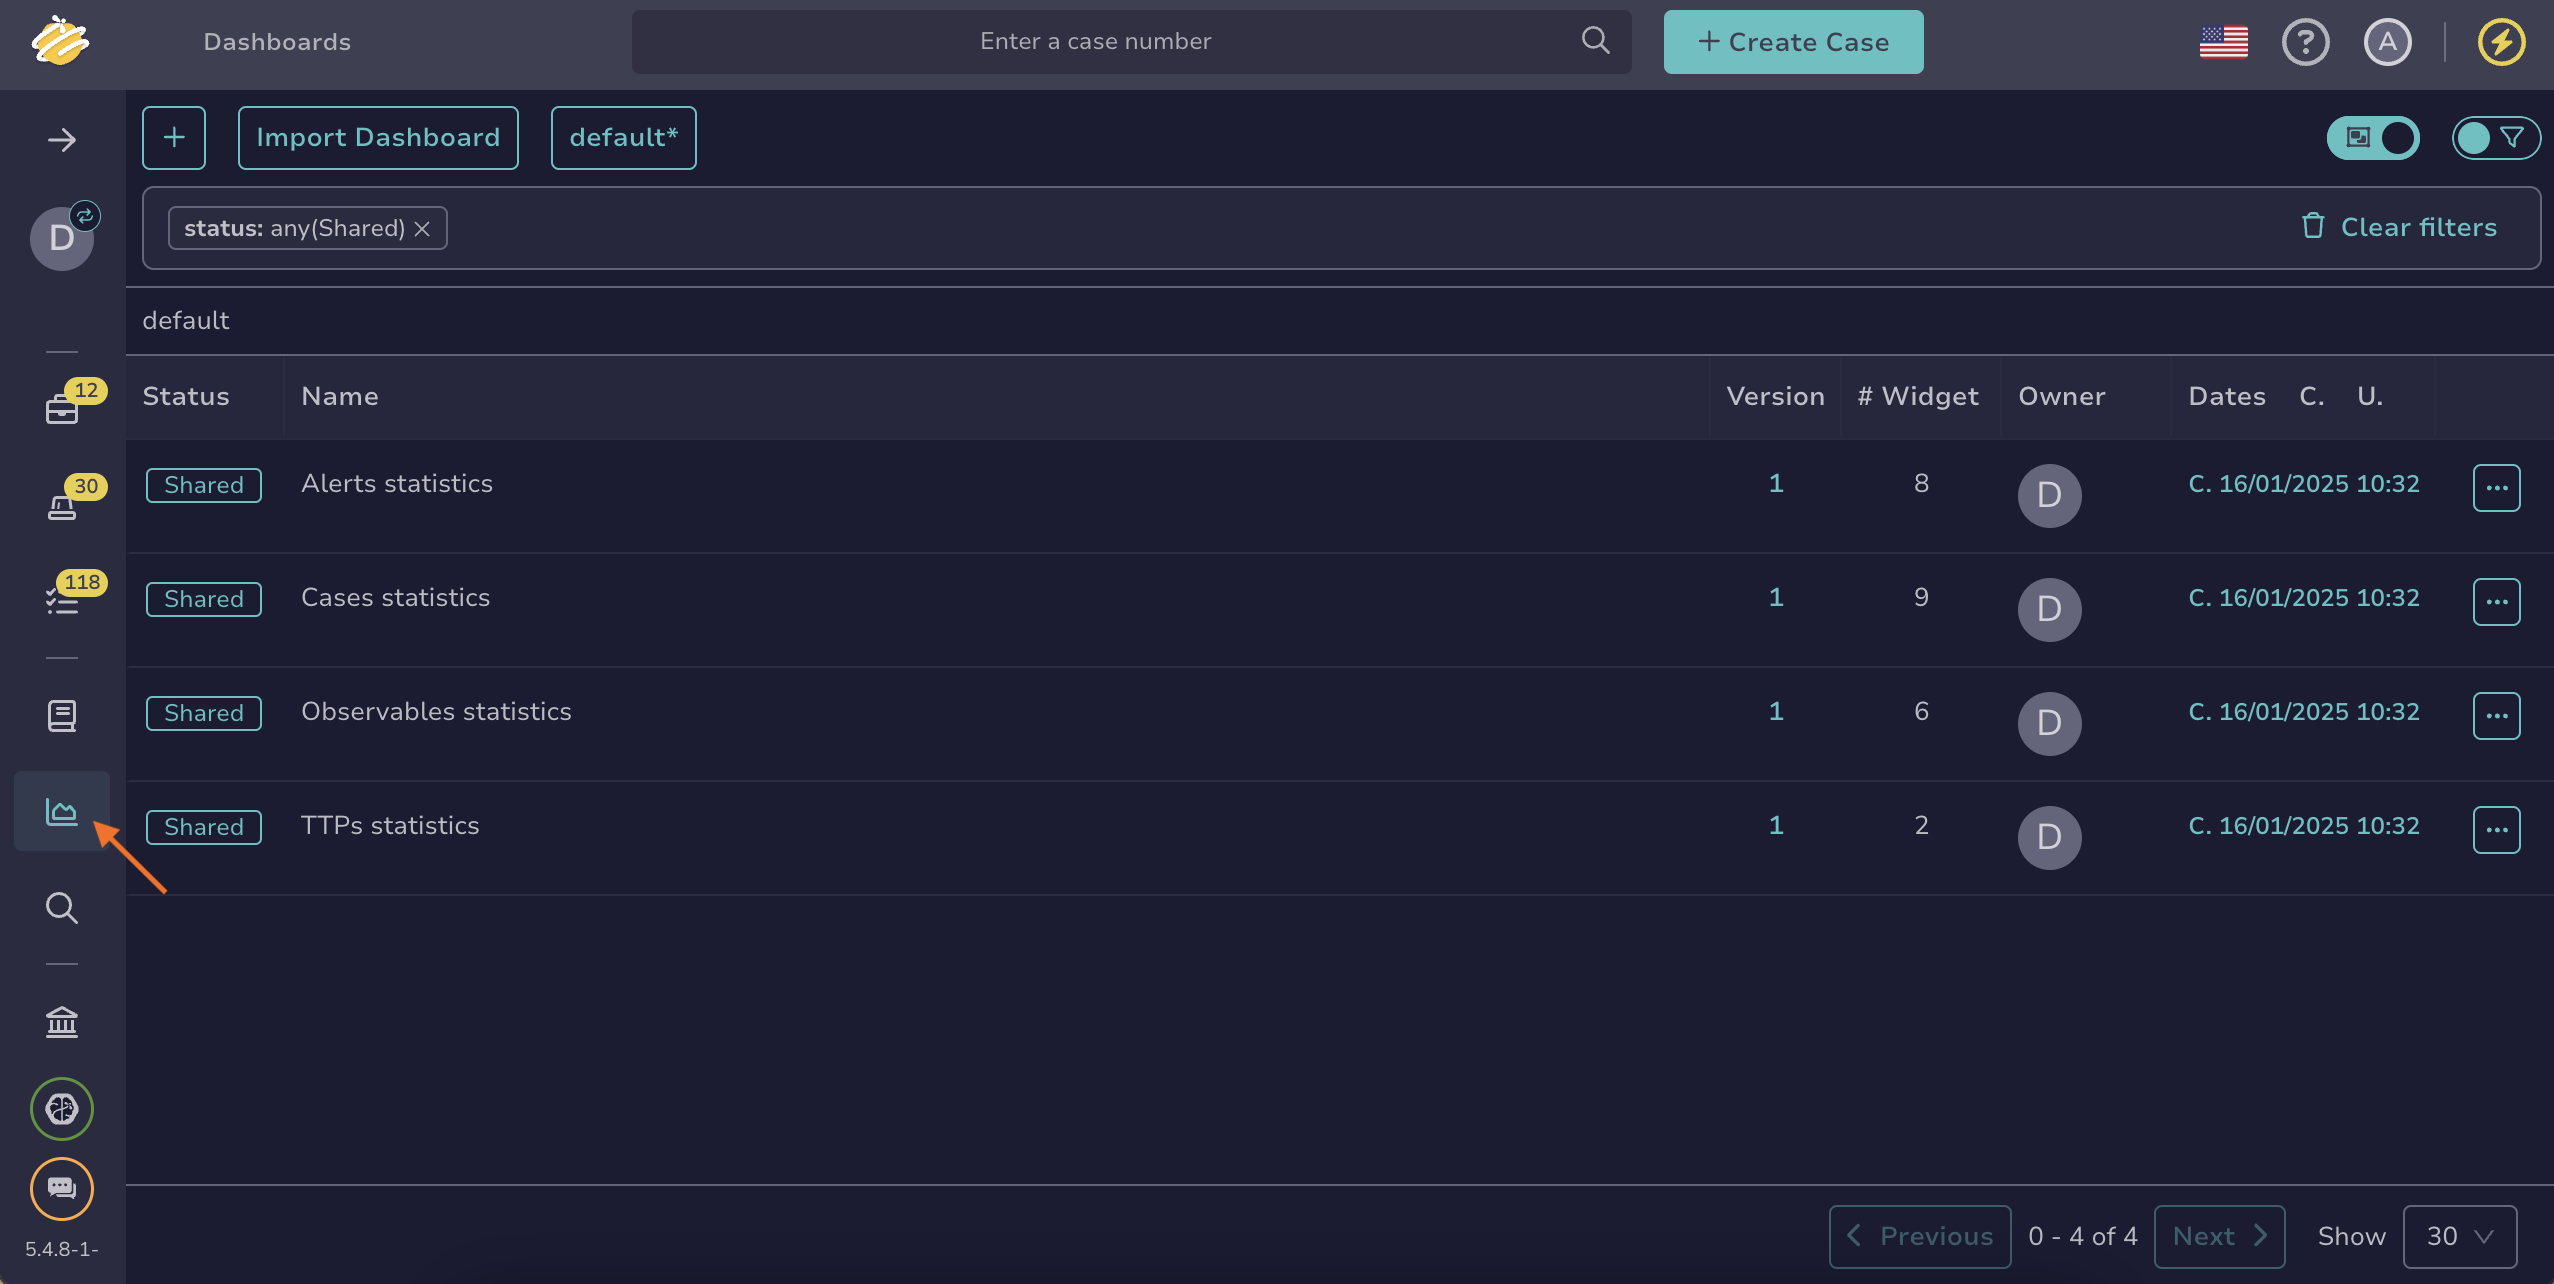 Dashboards
Enter a case number
+ Create Case
?
A
+
Import Dashboard
default*
D
status: any(Shared)
Clear filters
default
12
30
118
Status Name Version # Widget Owner Dates C. U.
Shared Alerts statistics 1 8 D C. 16/01/2025 10:32
Shared Cases statistics 1 9 D C. 16/01/2025 10:32
Shared Observables statistics 1 6 D C. 16/01/2025 10:32
Shared TTPs statistics 1 2 D C. 16/01/2025 10:32
5.4.8-1-
Previous 0 - 4 of 4 Next Show 30